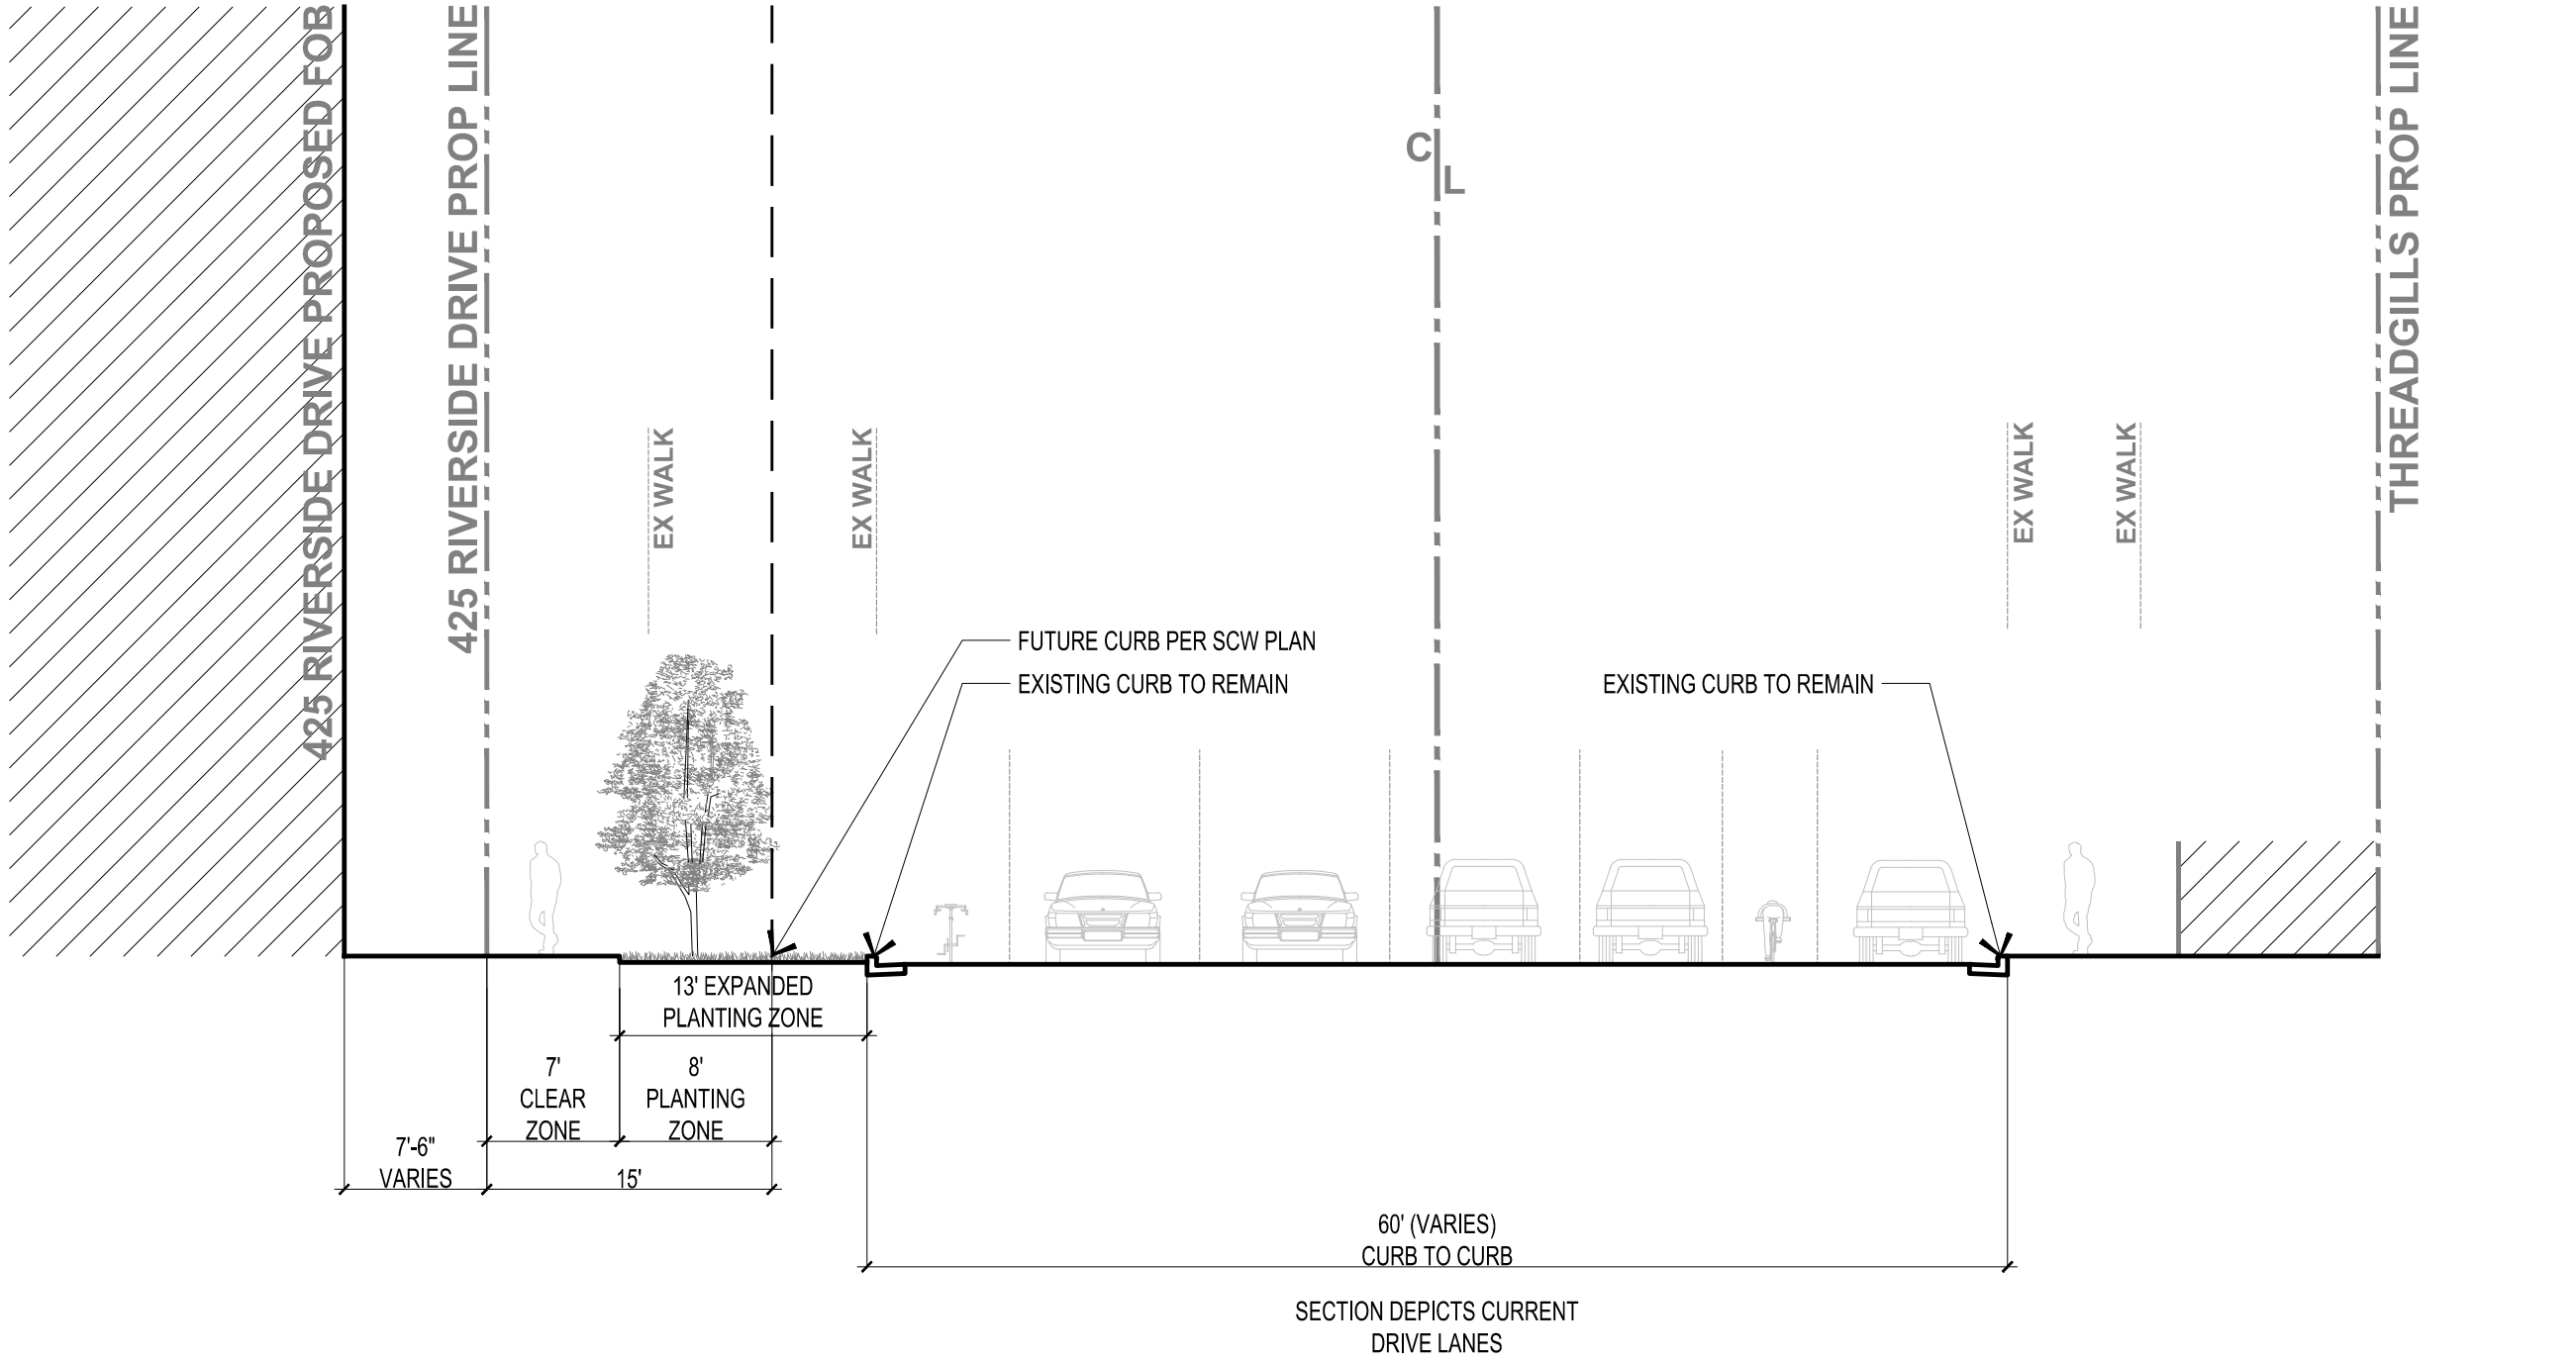 425 RIVERSIDE DRIVE PROPOSED FOB
425 RIVERSIDE DRIVE PROP LINE
C
L
THREADGILLS PROP LINE
EX WALK
EX WALK
EX WALK
EX WALK
FUTURE CURB PER SCW PLAN
EXISTING CURB TO REMAIN
EXISTING CURB TO REMAIN
13' EXPANDED
PLANTING ZONE
7'
CLEAR
ZONE
8'
PLANTING
ZONE
7'-6"
VARIES
15'
60' (VARIES)
CURB TO CURB
SECTION DEPICTS CURRENT
DRIVE LANES